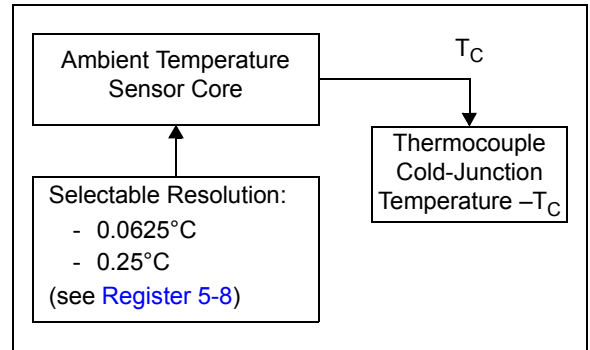 Ambient Temperature
Sensor Core
T_C
Thermocouple
Cold-Junction
Temperature –T_C
Selectable Resolution:
- 0.0625°C
- 0.25°C
(see Register 5-8)